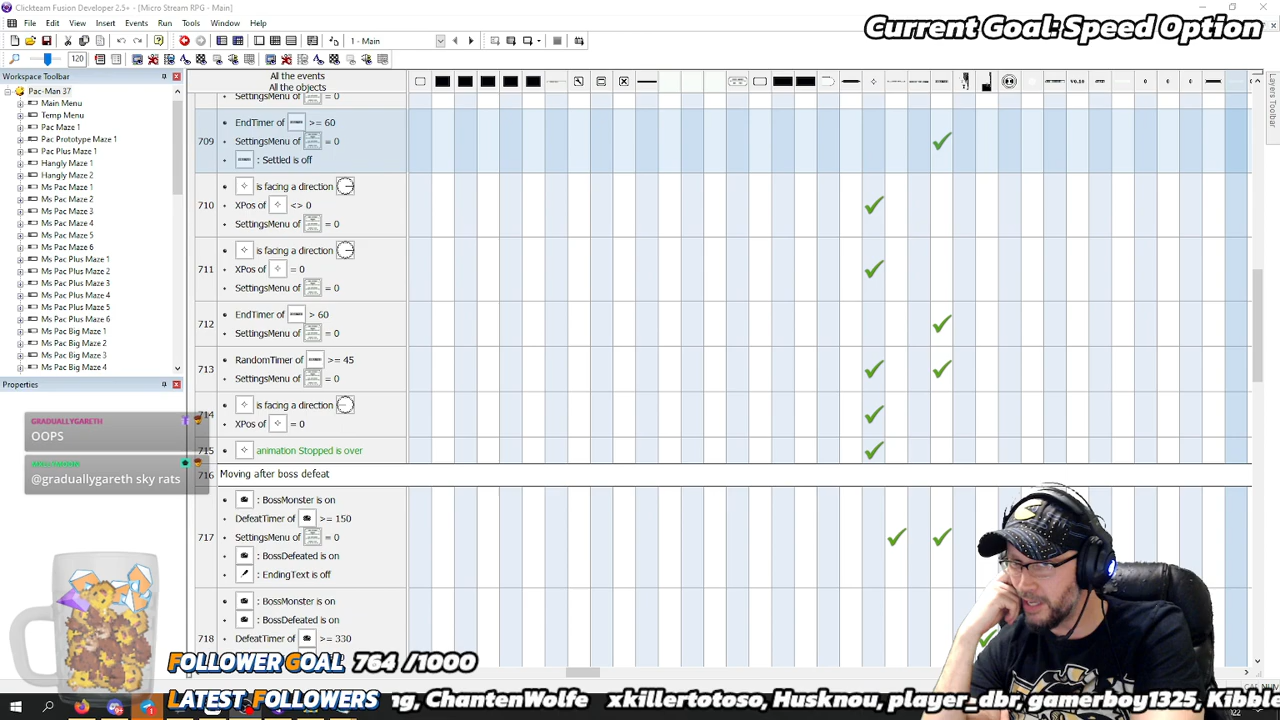 Clickteam Fusion Developer 2.5+ - [Micro Stream RPG - Main]
Current Goal: Speed Option
File Edit View Insert Events Run Tools Window Help
1 - Main
120
Workspace Toolbar
Pac-Man 37
Main Menu
Temp Menu
Pac Maze 1
Pac Prototype Maze 1
Pac Plus Maze 1
Hangly Maze 1
Hangly Maze 2
Ms Pac Maze 1
Ms Pac Maze 2
Ms Pac Maze 3
Ms Pac Maze 4
Ms Pac Maze 5
Ms Pac Maze 6
Ms Pac Plus Maze 1
Ms Pac Plus Maze 2
Ms Pac Plus Maze 3
Ms Pac Plus Maze 4
Ms Pac Plus Maze 5
Ms Pac Plus Maze 6
Ms Pac Big Maze 1
Ms Pac Big Maze 2
Ms Pac Big Maze 3
Ms Pac Big Maze 4
Properties
All the events
All the objects
Layers Toolbar
SettingsMenu of = 0
709
EndTimer of >= 60
SettingsMenu of = 0
: Settled is off
710
is facing a direction
XPos of <> 0
SettingsMenu of = 0
711
is facing a direction
XPos of = 0
SettingsMenu of = 0
712
EndTimer of > 60
SettingsMenu of = 0
713
RandomTimer of >= 45
SettingsMenu of = 0
714
is facing a direction
XPos of = 0
715
animation Stopped is over
716 Moving after boss defeat
717
: BossMonster is on
DefeatTimer of >= 150
SettingsMenu of = 0
: BossDefeated is on
: EndingText is off
718
: BossMonster is on
: BossDefeated is on
DefeatTimer of >= 330
GRADUALLYGARETH
OOPS
@graduallygareth sky rats
Follower Goal 764 /1000
Latest Followers ng, ChantenWolfe xkillertotoso, Husknou, player_dbr, gamerboy1325, Kibb